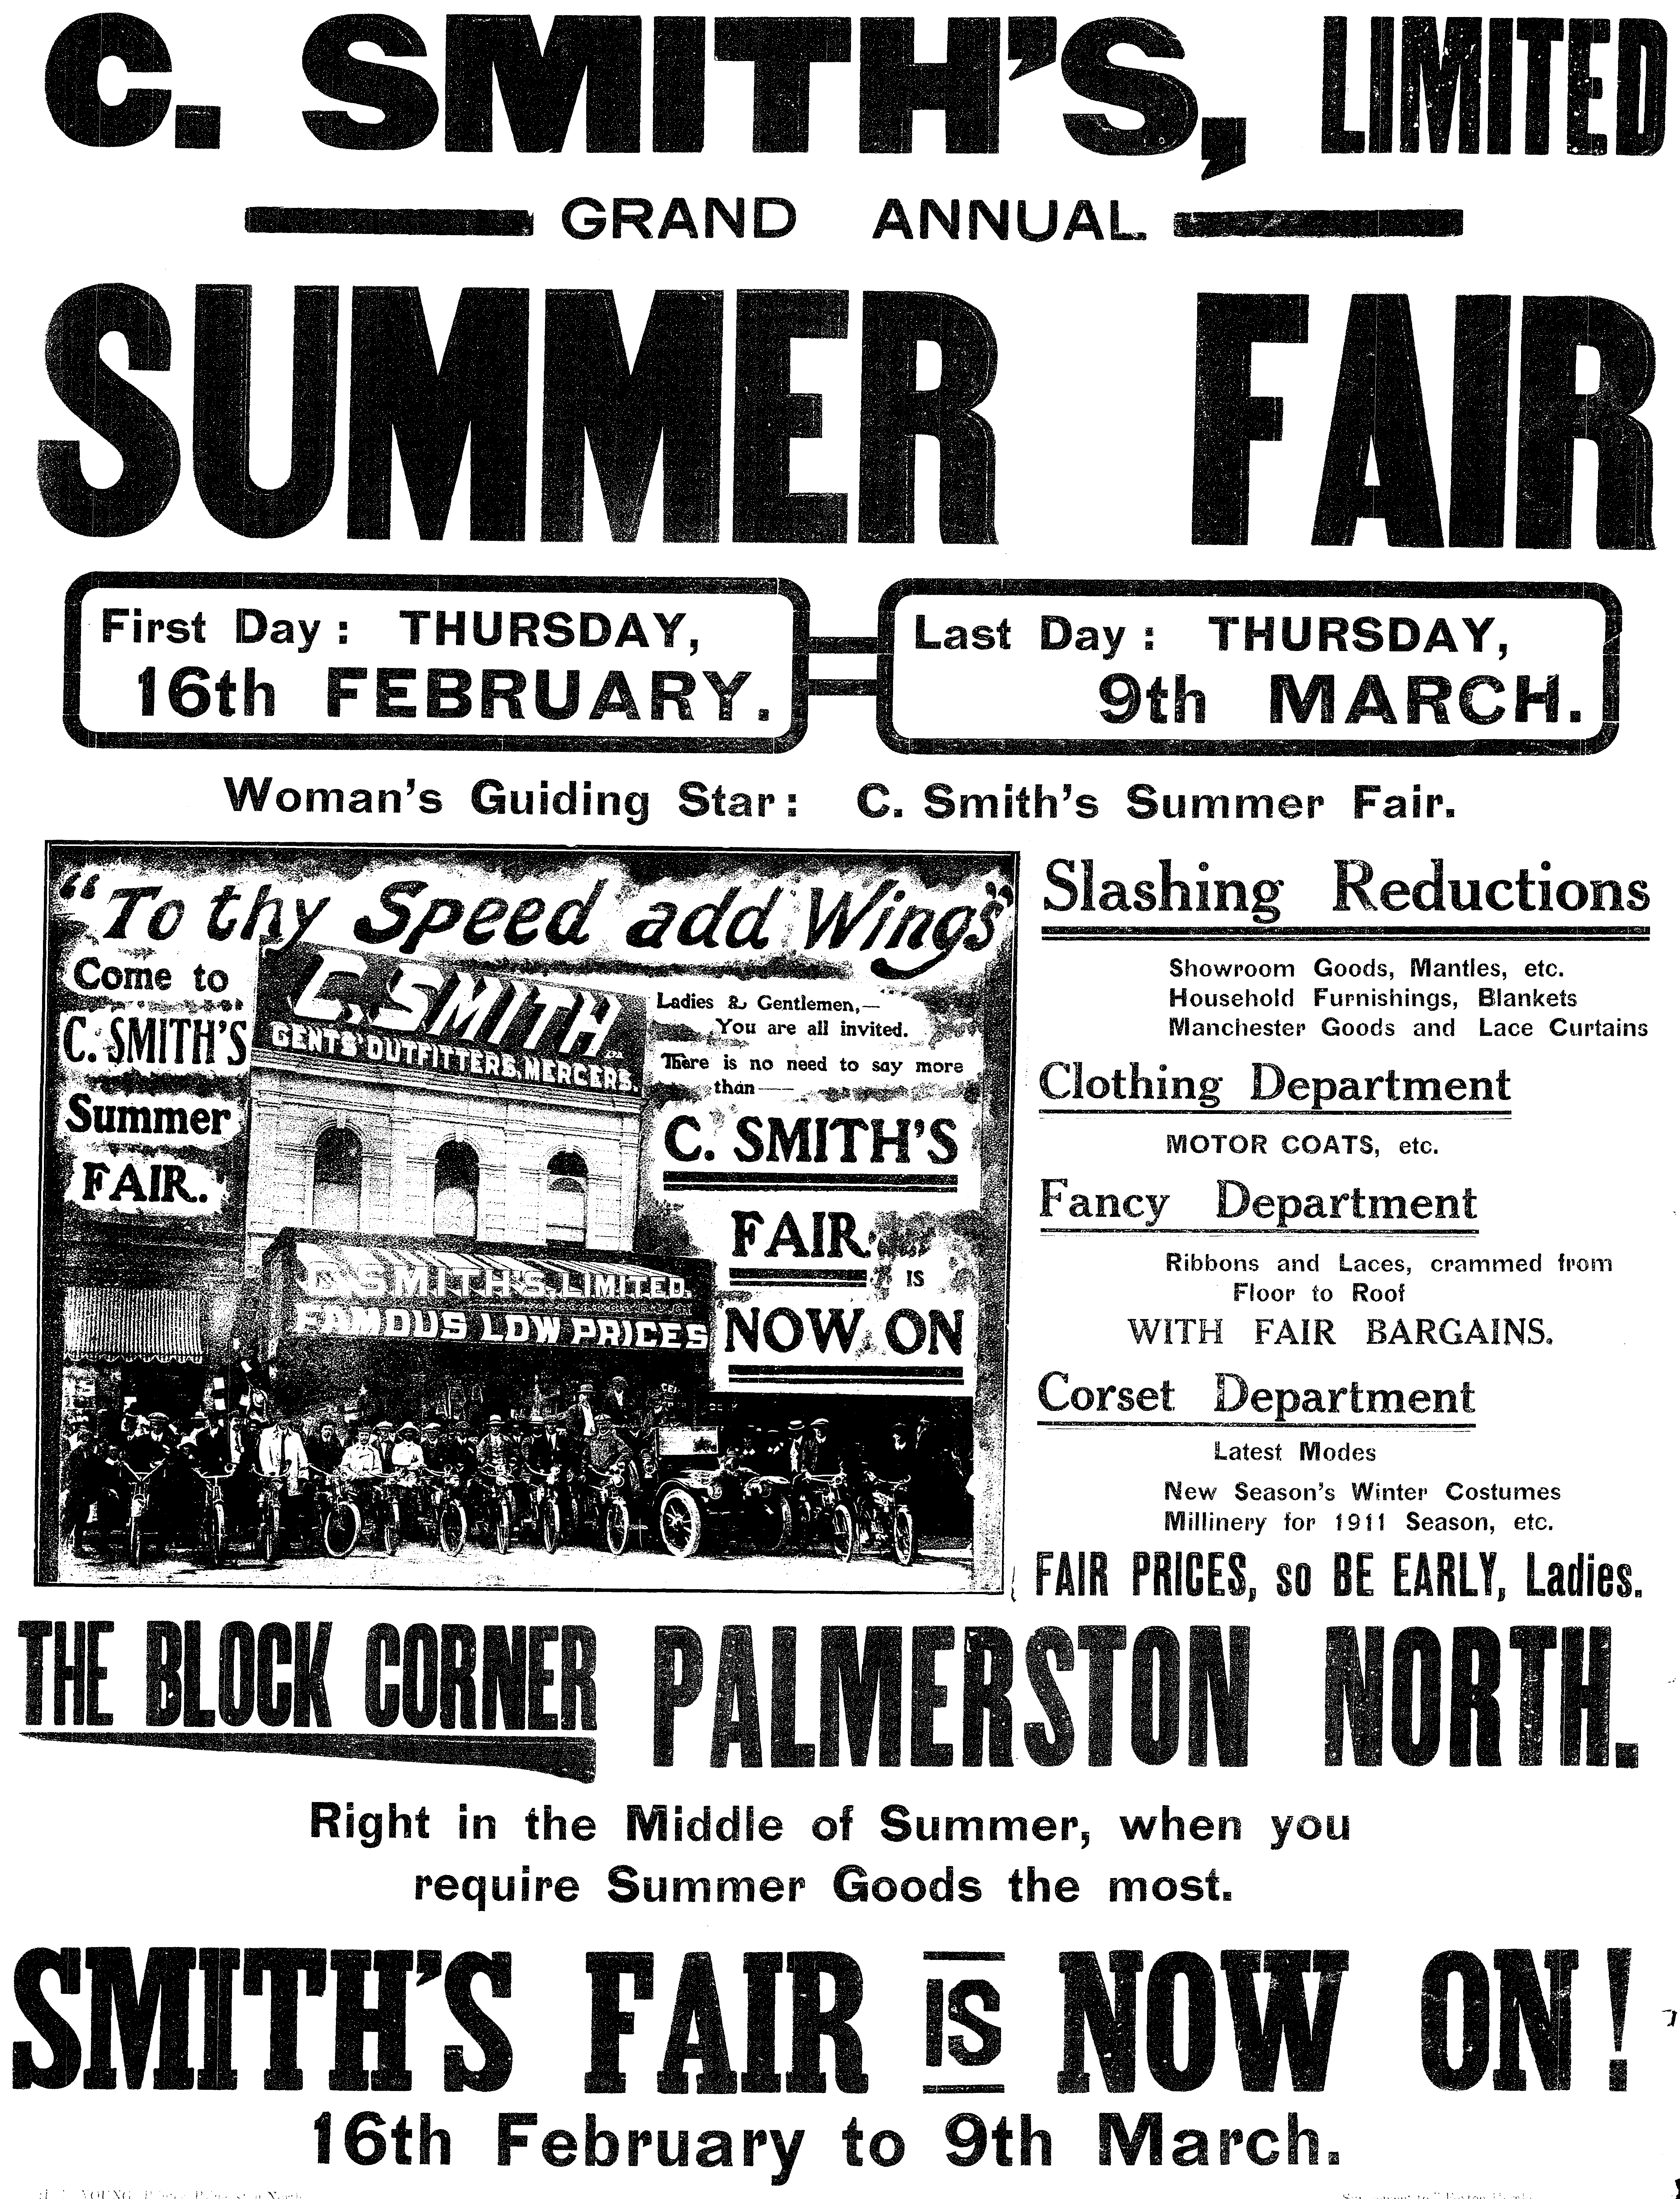 C. SMITH'S, LIMITED
GRAND ANNUAL
SUMMER FAIR
First Day: THURSDAY,
16th FEBRUARY.
Last Day: THURSDAY,
9th MARCH.
Woman's Guiding Star: C. Smith's Summer Fair.
"To thy Speed add Wings"
Come to
C. SMITH'S
Summer
FAIR.
C. SMITH LTD.
GENTS' OUTFITTERS, MERCERS.
C. SMITH'S, LIMITED.
FAMOUS LOW PRICES
Ladies & Gentlemen,—
You are all invited.
There is no need to say more
than——
C. SMITH'S
FAIR
IS
NOW ON
Slashing Reductions
Showroom Goods, Mantles, etc.
Household Furnishings, Blankets
Manchester Goods and Lace Curtains
Clothing Department
MOTOR COATS, etc.
Fancy Department
Ribbons and Laces, crammed from
Floor to Roof
WITH FAIR BARGAINS.
Corset Department
Latest Modes
New Season's Winter Costumes
Millinery for 1911 Season, etc.
FAIR PRICES, so BE EARLY, Ladies.
THE BLOCK CORNER PALMERSTON NORTH.
Right in the Middle of Summer, when you
require Summer Goods the most.
SMITH'S FAIR IS NOW ON!
16th February to 9th March.
YOUNG, Printer, Palmerston North